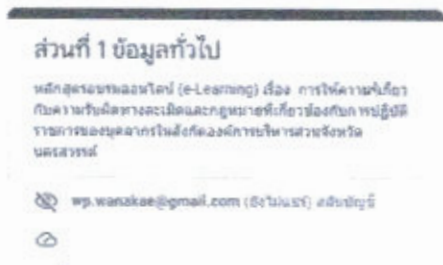 ส่วนที่ 1 ข้อมูลทั่วไป
หลักสูตรอบรมออนไลน์ (e-Learning) เรื่อง การให้ความรู้เกี่ยว
กับความรับผิดทางละเมิดและกฎหมายที่เกี่ยวข้องกับการปฏิบัติ
ราชการของบุคลากรในสังกัดองค์การบริหารส่วนจังหวัด
นครสวรรค์
wp.wanakae@gmail.com (ยังไม่แชร์) สลับบัญชี